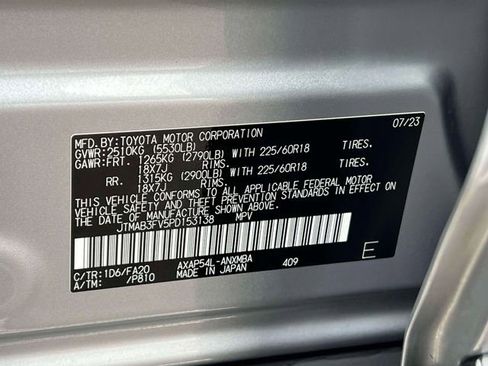 MFD. BY:TOYOTA MOTOR CORPORATION 07/23
GVWR:2510KG (5530LB)
GAWR:FRT. 1265KG (2790LB) WITH 225/60R18 TIRES.
18X7J RIMS.
RR. 1315KG (2900LB) WITH 225/60R18 TIRES.
18X7J RIMS.
THIS VEHICLE CONFORMS TO ALL APPLICABLE FEDERAL MOTOR
VEHICLE SAFETY AND THEFT PREVENTION STANDARDS IN EFFECT ON
THE DATE OF MANUFACTURE SHOWN ABOVE.
JTMAB3FV5PD153138 MPV
C/TR:1D6/FA20 AXAP54L-ANXMBA E
A/TM: /P810 MADE IN JAPAN 409